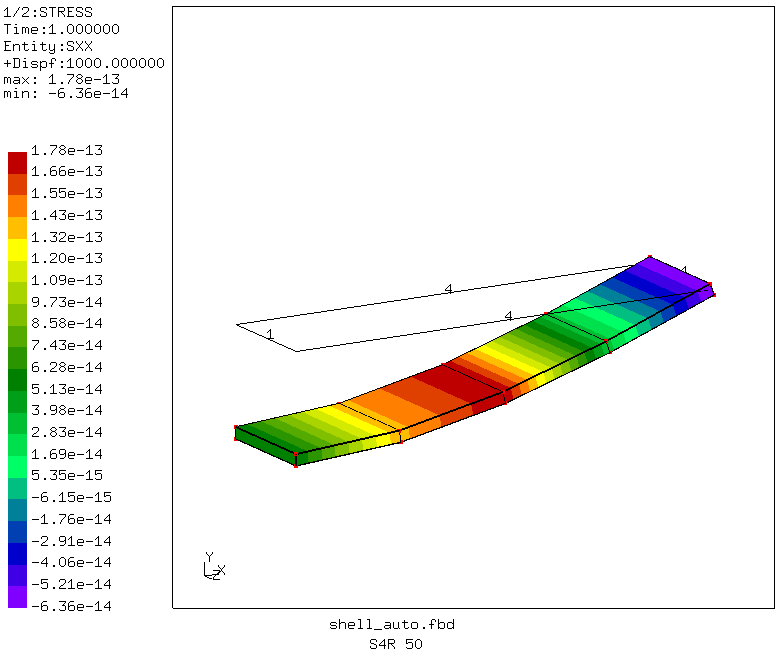 1/2:STRESS
Time:1.000000
Entity:SXX
+Dispf:1000.000000
max: 1.78e-13
min: -6.36e-14
1.78e-13
1.66e-13
1.55e-13
1.43e-13
1.32e-13
1.20e-13
1.09e-13
9.73e-14
8.58e-14
7.43e-14
6.28e-14
5.13e-14
3.98e-14
2.83e-14
1.69e-14
5.35e-15
-6.15e-15
-1.76e-14
-2.91e-14
-4.06e-14
-5.21e-14
-6.36e-14
4
4
1
Y
X
Z
shell_auto.fbd
S4R 50